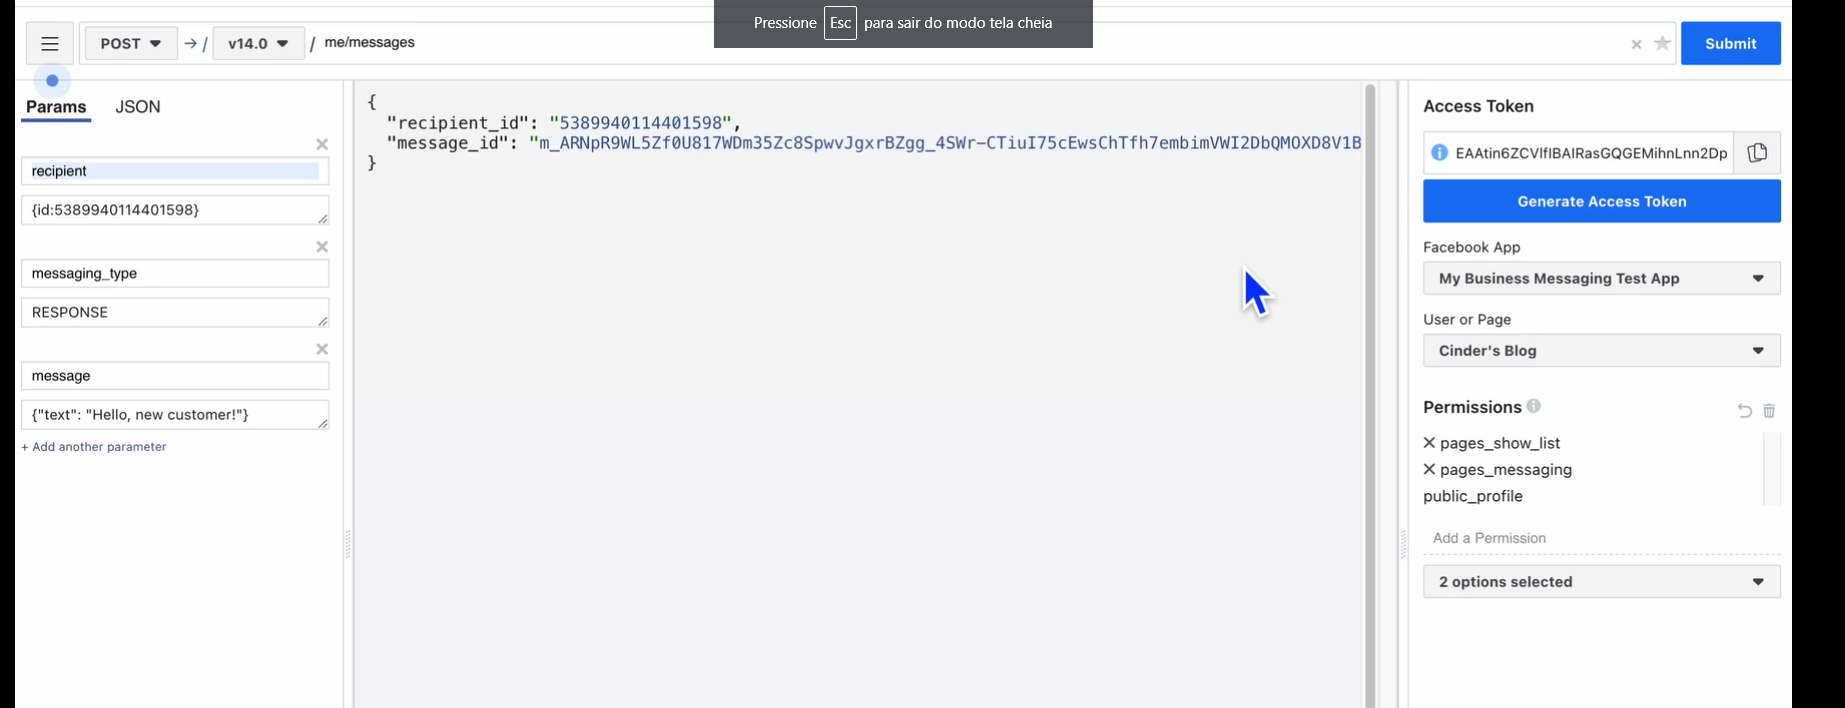 Pressione Esc para sair do modo tela cheia
POST → / v14.0 / me/messages
Submit
Params JSON
recipient
{id:5389940114401598}
messaging_type
RESPONSE
message
{"text": "Hello, new customer!"}
+ Add another parameter
{
"recipient_id": "5389940114401598",
"message_id": "m_ARNpR9WL5Zf0U817WDm35Zc8SpwvJgxrBZgg_4SWr-CTiuI75cEwsChTfh7embimVWI2DbQMOXD8V1B
}
Access Token
EAAtin6ZCVIfIBAIRasGQGEMihnLnn2Dp
Generate Access Token
Facebook App
My Business Messaging Test App
User or Page
Cinder's Blog
Permissions
pages_show_list
pages_messaging
public_profile
Add a Permission
2 options selected